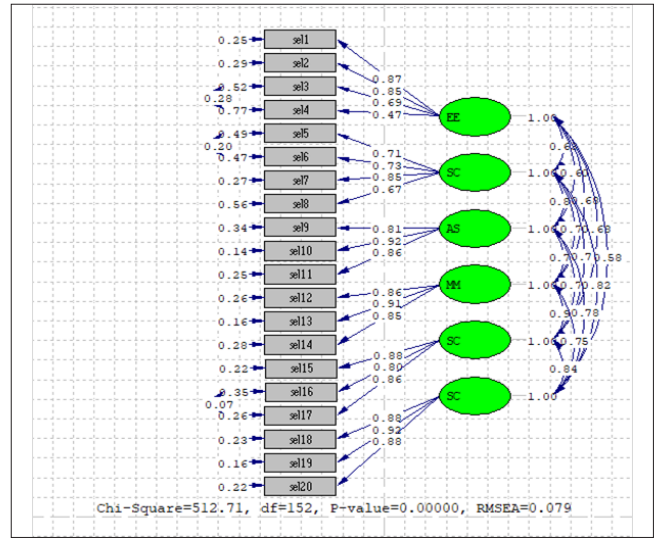 0.25 sel1
0.29 sel2 0.87
0.52 sel3 0.85
0.28 0.69
0.77 sel4 0.47 EE 1.00
0.49 sel5
0.20 0.71
0.47 sel6 0.73
0.27 sel7 0.85 SC 1.00
0.56 sel8 0.67
0.34 sel9 0.81 AS 1.00
0.14 sel10 0.92
0.25 sel11 0.86
0.26 sel12 0.86 MM 1.00 0.82
0.16 sel13 0.91 0.78
0.28 sel14 0.85
0.22 sel15 0.88 SC 1.00 0.75
0.35 sel16 0.80 0.84
0.07
0.26 sel17 0.86 SC 1.00
0.23 sel18 0.88
0.16 sel19 0.92
0.22 sel20 0.88
Chi-Square=512.71, df=152, P-value=0.00000, RMSEA=0.079